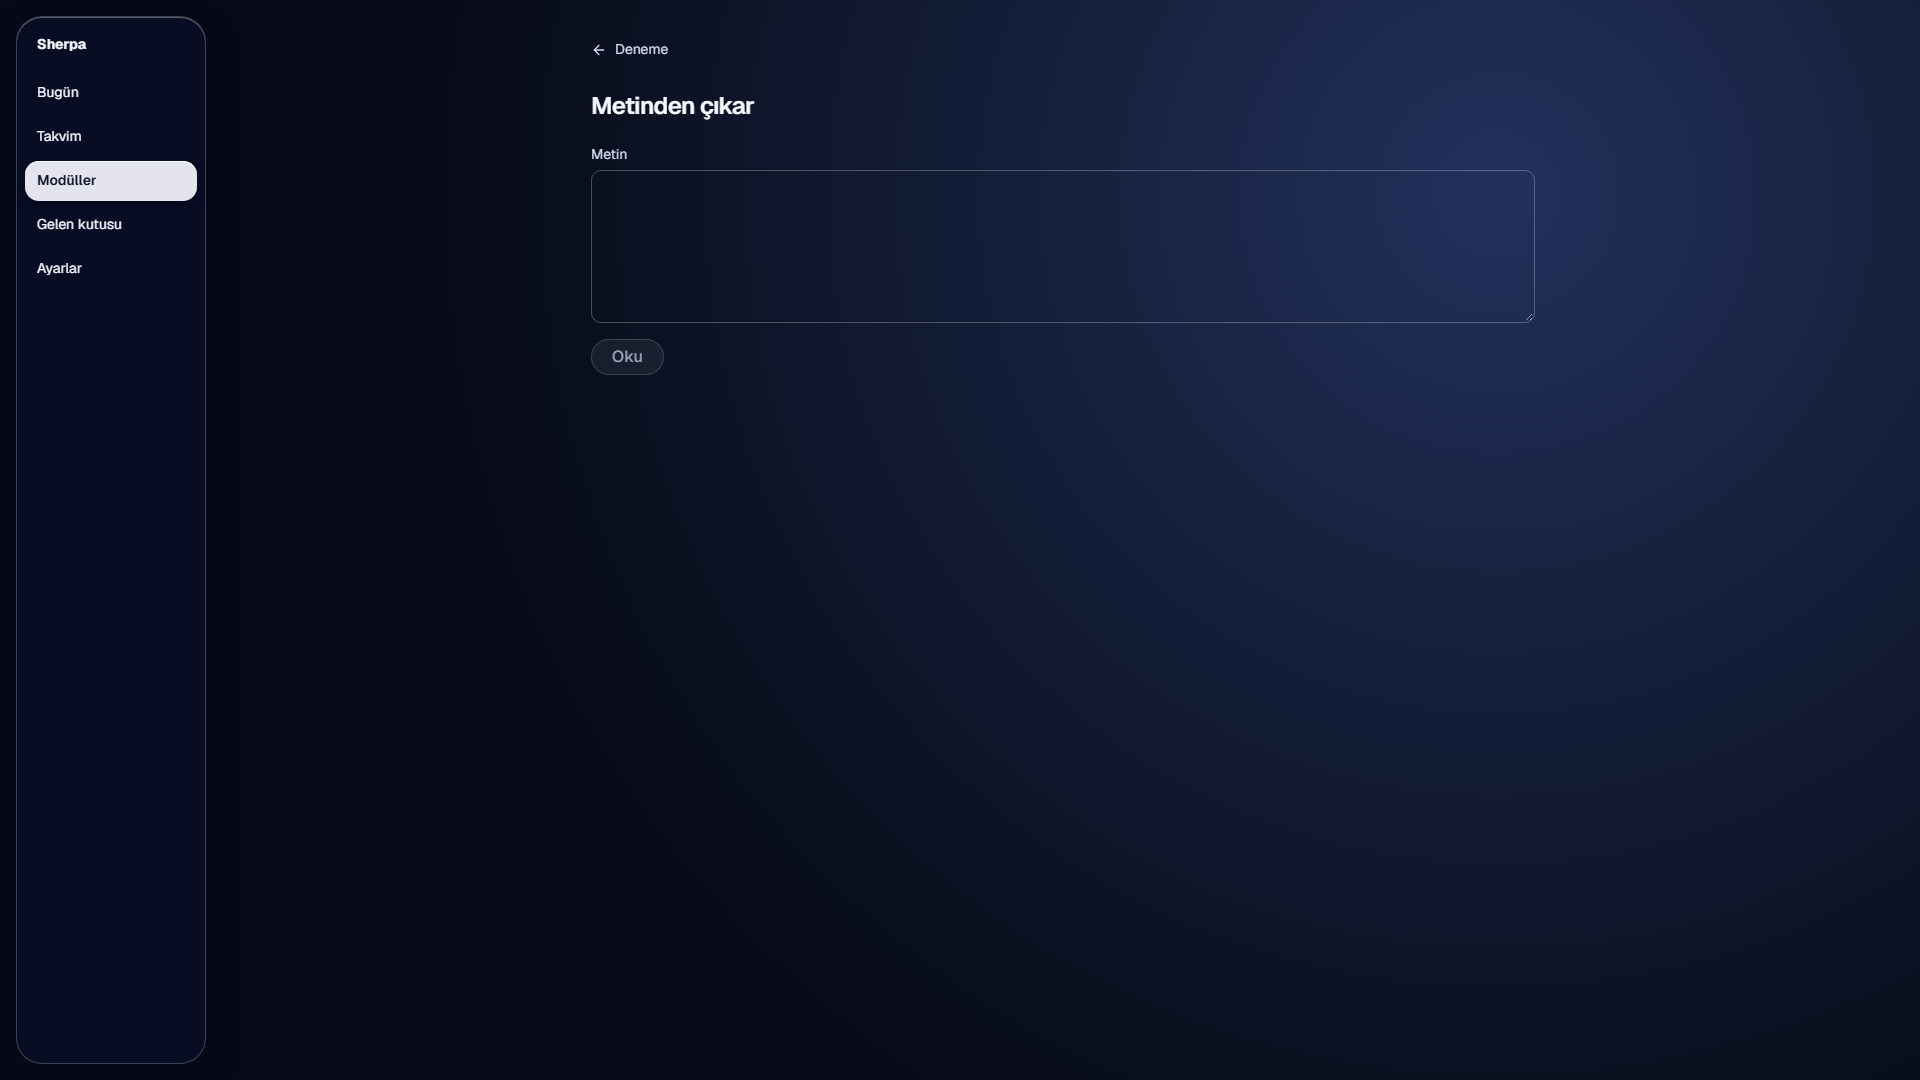 Sherpa
Bugün
Takvim
Modüller
Gelen kutusu
Ayarlar
← Deneme
Metinden çıkar
Metin
Oku